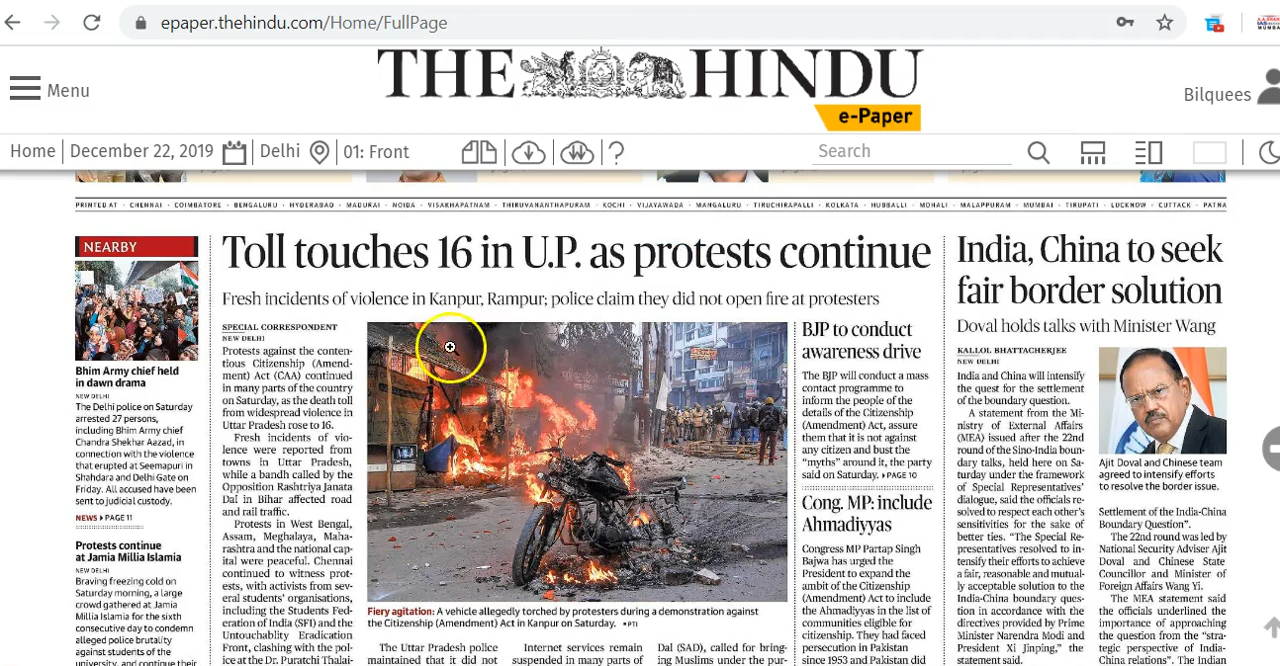 epaper.thehindu.com/Home/FullPage
THE HINDU
e-Paper
Menu
Bilquees
Home
December 22, 2019
Delhi
01: Front
Search
PRINTED AT · CHENNAI · COIMBATORE · BENGALURU · HYDERABAD · MADURAI · NOIDA · VISAKHAPATNAM · THIRUVANANTHAPURAM · KOCHI · VIJAYAWADA · MANGALURU · TIRUCHIRAPALLI · KOLKATA · HUBBALLI · MOHALI · MALAPPURAM · MUMBAI · TIRUPATI · LUCKNOW · CUTTACK · PATNA
NEARBY
Bhim Army chief held
in dawn drama
NEW DELHI
The Delhi police on Saturday
arrested 27 persons,
including Bhim Army chief
Chandra Shekhar Aazad, in
connection with the violence
that erupted at Seemapuri in
Shahdara and Delhi Gate on
Friday. All accused have been
sent to judicial custody.
NEWS ▸ PAGE 11
Protests continue
at Jamia Millia Islamia
NEW DELHI
Braving freezing cold on
Saturday morning, a large
crowd gathered at Jamia
Millia Islamia for the sixth
consecutive day to condemn
alleged police brutality
against students of the
university, and continue their
Toll touches 16 in U.P. as protests continue
Fresh incidents of violence in Kanpur, Rampur; police claim they did not open fire at protesters
SPECIAL CORRESPONDENT
NEW DELHI
Protests against the conten-
tious Citizenship (Amend-
ment) Act (CAA) continued
in many parts of the country
on Saturday, as the death toll
from widespread violence in
Uttar Pradesh rose to 16.
Fresh incidents of vio-
lence were reported from
towns in Uttar Pradesh,
while a bandh called by the
Opposition Rashtriya Janata
Dal in Bihar affected road
and rail traffic.
Protests in West Bengal,
Assam, Meghalaya, Maha-
rashtra and the national cap-
ital were peaceful. Chennai
continued to witness prot-
ests, with activists from sev-
eral students' organisations,
including the Students Fed-
eration of India (SFI) and the
Untouchablity Eradication
Front, clashing with the pol-
ice at the Dr. Puratchi Thalai-
Fiery agitation: A vehicle allegedly torched by protesters during a demonstration against
the Citizenship (Amendment) Act in Kanpur on Saturday. ▪PTI
The Uttar Pradesh police
maintained that it did not
Internet services remain
suspended in many parts of
Dal (SAD), called for bring-
ing Muslims under the pur-
BJP to conduct
awareness drive
The BJP will conduct a mass
contact programme to
inform the people of the
details of the Citizenship
(Amendment) Act, assure
them that it is not against
any citizen and bust the
“myths” around it, the party
said on Saturday. ▸PAGE 10
Cong. MP: include
Ahmadiyyas
Congress MP Partap Singh
Bajwa has urged the
President to expand the
ambit of the Citizenship
(Amendment) Act to include
the Ahmadiyyas in the list of
communities eligible for
citizenship. They had faced
persecution in Pakistan
since 1953 and Pakistan did
India, China to seek
fair border solution
Doval holds talks with Minister Wang
KALLOL BHATTACHERJEE
NEW DELHI
India and China will intensify
the quest for the settlement
of the boundary question.
A statement from the Mi-
nistry of External Affairs
(MEA) issued after the 22nd
round of the Sino-India boun-
dary talks, held here on Sa-
turday under the framework
of Special Representatives'
dialogue, said the officials re-
solved to respect each other's
sensitivities for the sake of
better ties. “The Special Re-
presentatives resolved to in-
tensify their efforts to achieve
a fair, reasonable and mutual-
ly acceptable solution to the
India-China boundary ques-
tion in accordance with the
directives provided by Prime
Minister Narendra Modi and
President Xi Jinping,” the
statement said.
Ajit Doval and Chinese team
agreed to intensify efforts
to resolve the border issue.
Settlement of the India-China
Boundary Question”.
The 22nd round was led by
National Security Adviser Ajit
Doval and Chinese State
Councillor and Minister of
Foreign Affairs Wang Yi.
The MEA statement said
the officials underlined the
importance of approaching
the question from the “stra-
tegic perspective of India-
China relations”. The Indian